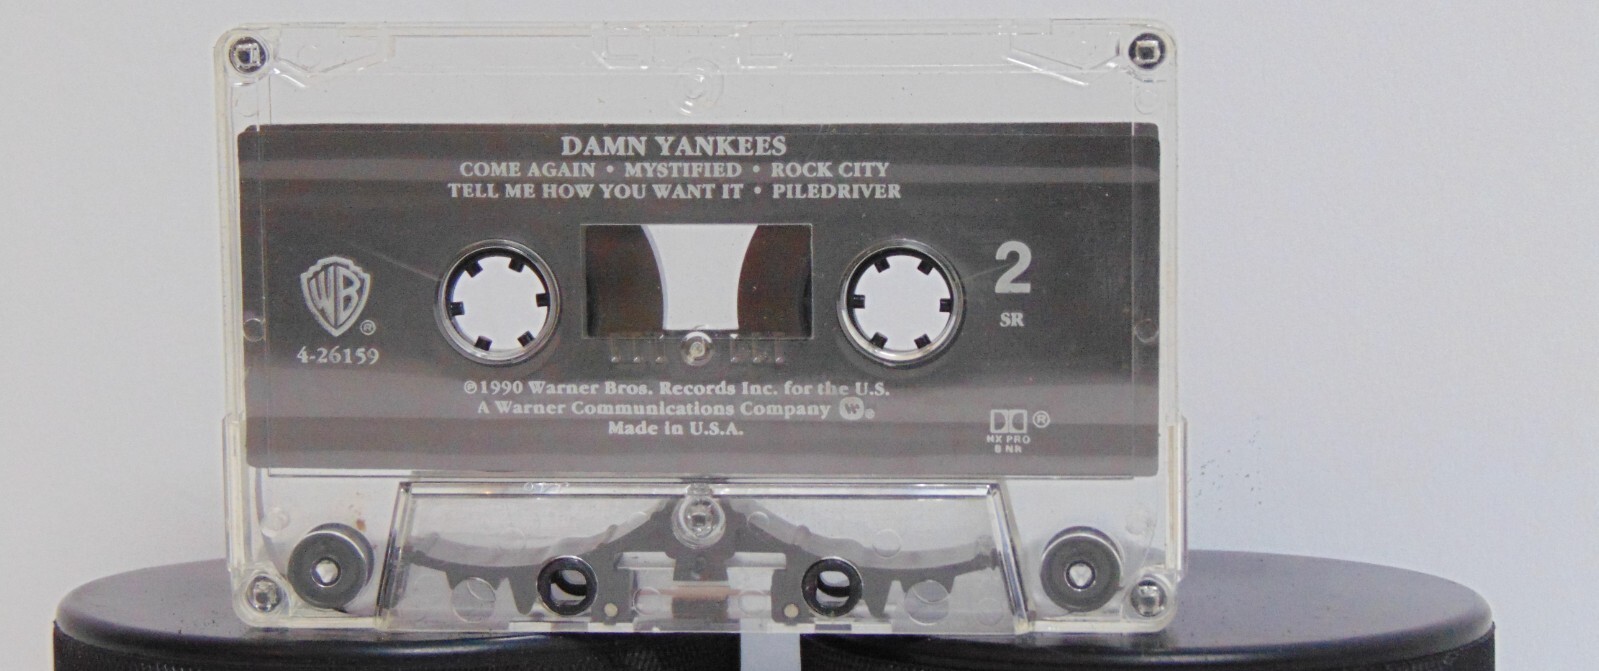 DAMN YANKEES
COME AGAIN • MYSTIFIED • ROCK CITY
TELL ME HOW YOU WANT IT • PILEDRIVER
2
SR
WB ®
4-26159
℗1990 Warner Bros. Records Inc. for the U.S.
A Warner Communications Company W®.
Made in U.S.A.
®
HX PRO
B NR